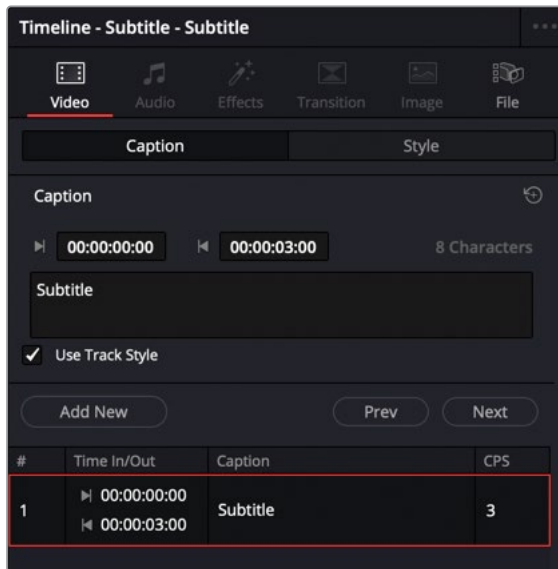 Timeline - Subtitle - Subtitle
Video Audio Effects Transition Image File
Caption Style
Caption
00:00:00:00 00:00:03:00 8 Characters
Subtitle
Use Track Style
Add New Prev Next
# Time In/Out Caption CPS
1 00:00:00:00 Subtitle 3
00:00:03:00